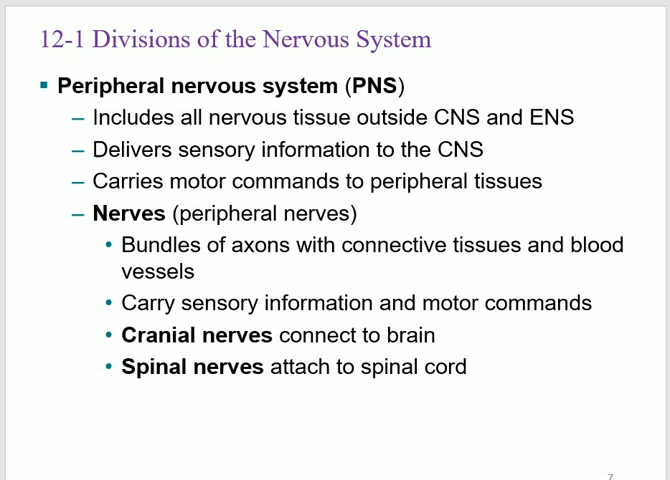 12-1 Divisions of the Nervous System
▪ Peripheral nervous system (PNS)
– Includes all nervous tissue outside CNS and ENS
– Delivers sensory information to the CNS
– Carries motor commands to peripheral tissues
– Nerves (peripheral nerves)
• Bundles of axons with connective tissues and blood
vessels
• Carry sensory information and motor commands
• Cranial nerves connect to brain
• Spinal nerves attach to spinal cord
7